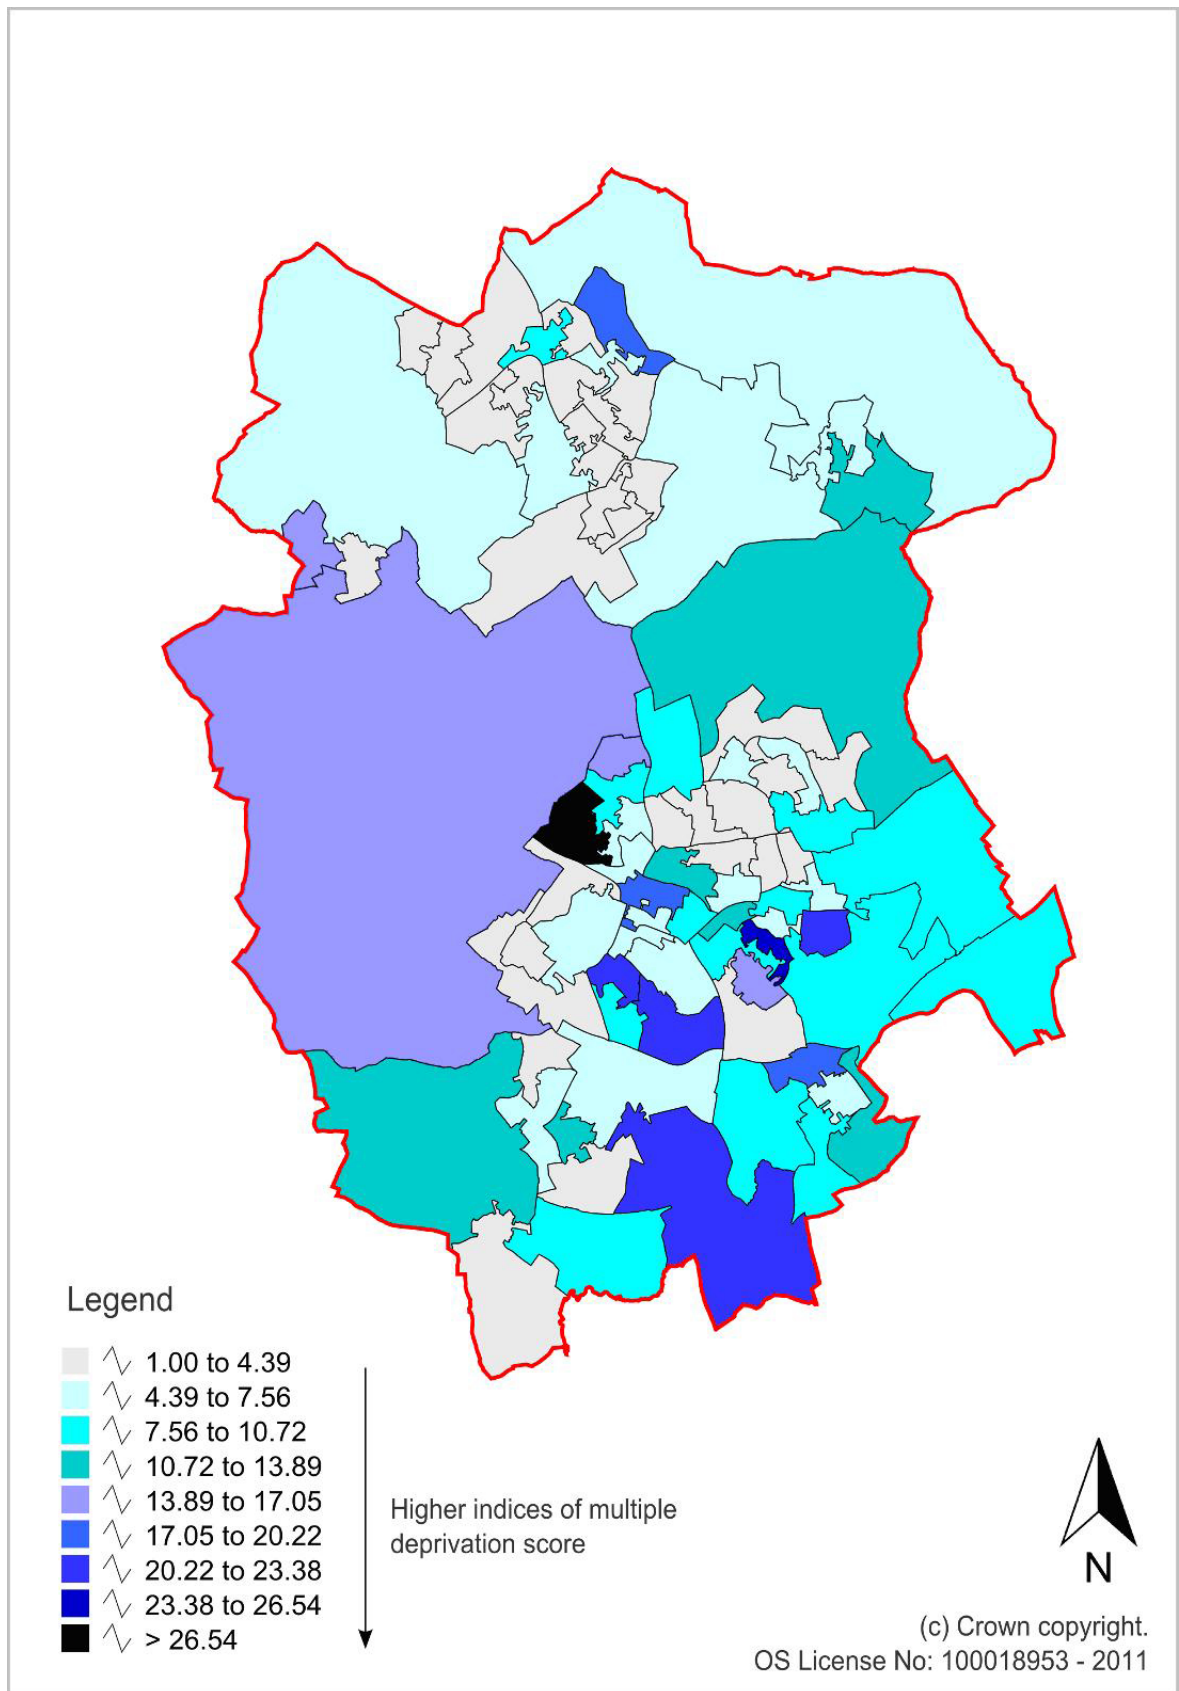 Legend
1.00 to 4.39
4.39 to 7.56
7.56 to 10.72
10.72 to 13.89
13.89 to 17.05
17.05 to 20.22
20.22 to 23.38
23.38 to 26.54
> 26.54
Higher indices of multiple
deprivation score
N
(c) Crown copyright.
OS License No: 100018953 - 2011